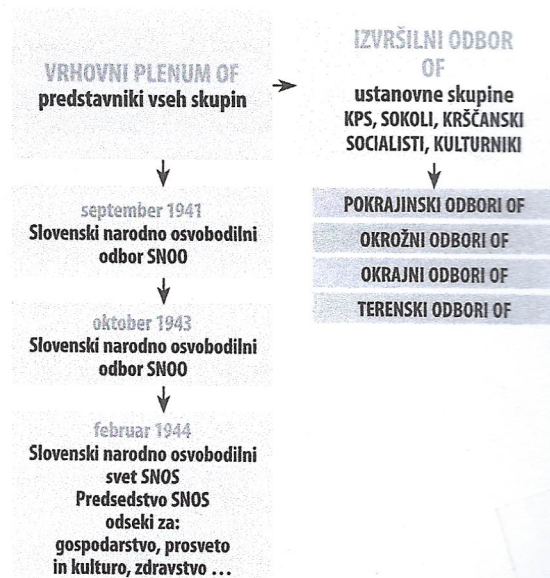 VRHOVNI PLENUM OF
predstavniki vseh skupin
september 1941
Slovenski narodno osvobodilni
odbor SNOO
oktober 1943
Slovenski narodno osvobodilni
odbor SNOO
februar 1944
Slovenski narodno osvobodilni
svet SNOS
Predsedstvo SNOS
odseki za:
gospodarstvo, prosveto
in kulturo, zdravstvo ...
IZVRŠILNI ODBOR
OF
ustanovne skupine
KPS, SOKOLI, KRŠČANSKI
SOCIALISTI, KULTURNIKI
POKRAJINSKI ODBORI OF
OKROŽNI ODBORI OF
OKRAJNI ODBORI OF
TERENSKI ODBORI OF